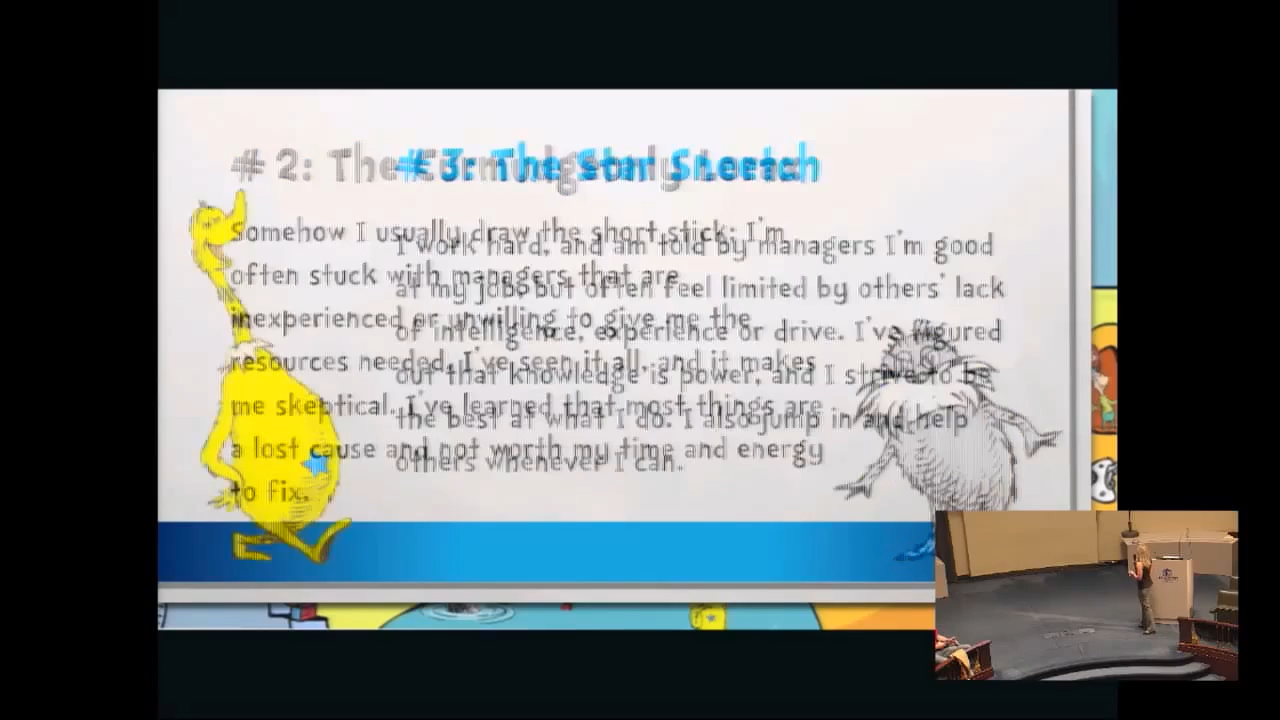 # 2: The
Somehow I usually draw the short stick; I'm
often stuck with managers that are
inexperienced or unwilling to give me the
resources needed. I've seen it all, and it makes
me skeptical. I've learned that most things are
a lost cause and not worth my time and energy
to fix.
# 3: The Star Sneetch
I work hard, and am told by managers I'm good
at my job, but often feel limited by others' lack
of intelligence, experience or drive. I've figured
out that knowledge is power, and I strive to be
the best at what I do. I also jump in and help
others whenever I can.